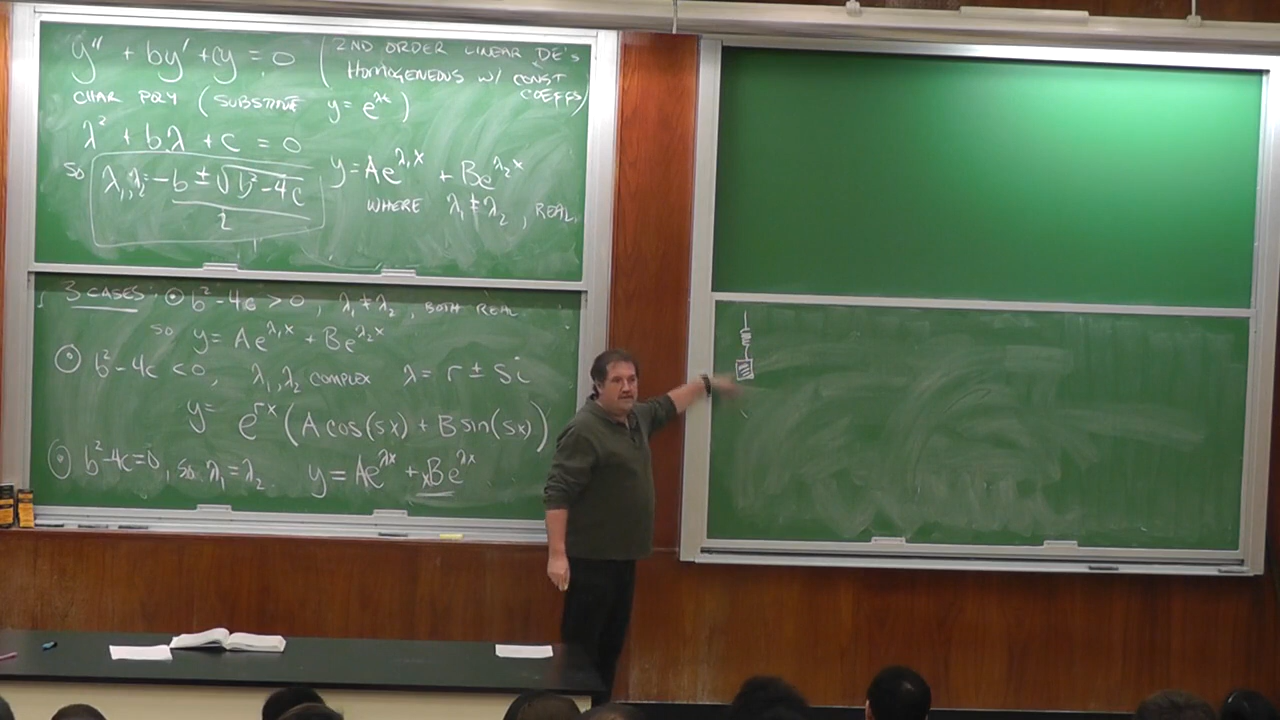 y'' + by' + cy = 0 (2ND ORDER LINEAR DE's
HOMOGENEOUS W/ CONST
COEFFS)
CHAR POLY (SUBSTITUTE y = e^{λx})
λ² + bλ + c = 0
SO λ₁, λ₂ = \frac{-b ± √(b²-4c)}{2}
y = Ae^{λ₁x} + Be^{λ₂x}
WHERE λ₁ ≠ λ₂, REAL
3 CASES: ⊙ b²-4c > 0, λ₁ ≠ λ₂, BOTH REAL
SO y = Ae^{λ₁x} + Be^{λ₂x}
⊙ b²-4c < 0, λ₁, λ₂ COMPLEX λ = r ± si
y = e^{rx}(A cos(sx) + B sin(sx))
⊙ b²-4c = 0, SO λ₁ = λ₂ y = Ae^{λx} + xBe^{λx}